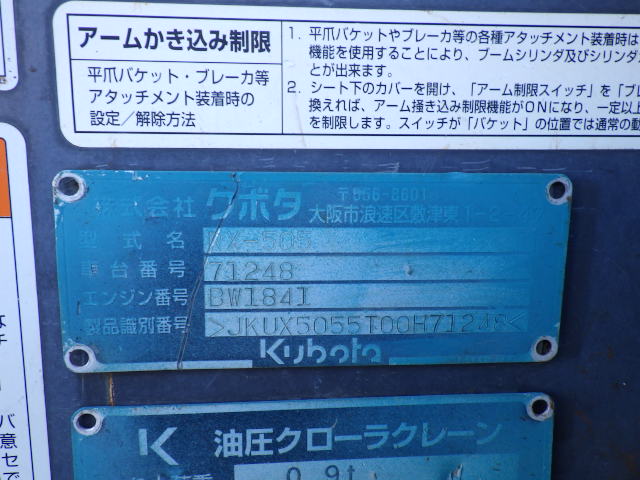 アームかき込み制限
平爪バケット・ブレーカ等
アタッチメント装着時の
設定／解除方法
1. 平爪バケットやブレーカ等の各種アタッチメント装着時は
機能を使用することにより、ブームシリンダ及びシリンダ
とが出来ます。
2. シート下のカバーを開け、「アーム制限スイッチ」を「ブレ
換えれば、アーム掻き込み制限機能がONになり、一定以上
を制限します。スイッチが「バケット」の位置では通常の動
株式会社 クボタ
〒556-8601
大阪市浪速区敷津東1-2-47
型式名
車台番号 71248
エンジン番号 BW1841
製品識別番号 >JKUX5055T00H71248<
Kubota
K 油圧クローラクレーン
0.9t